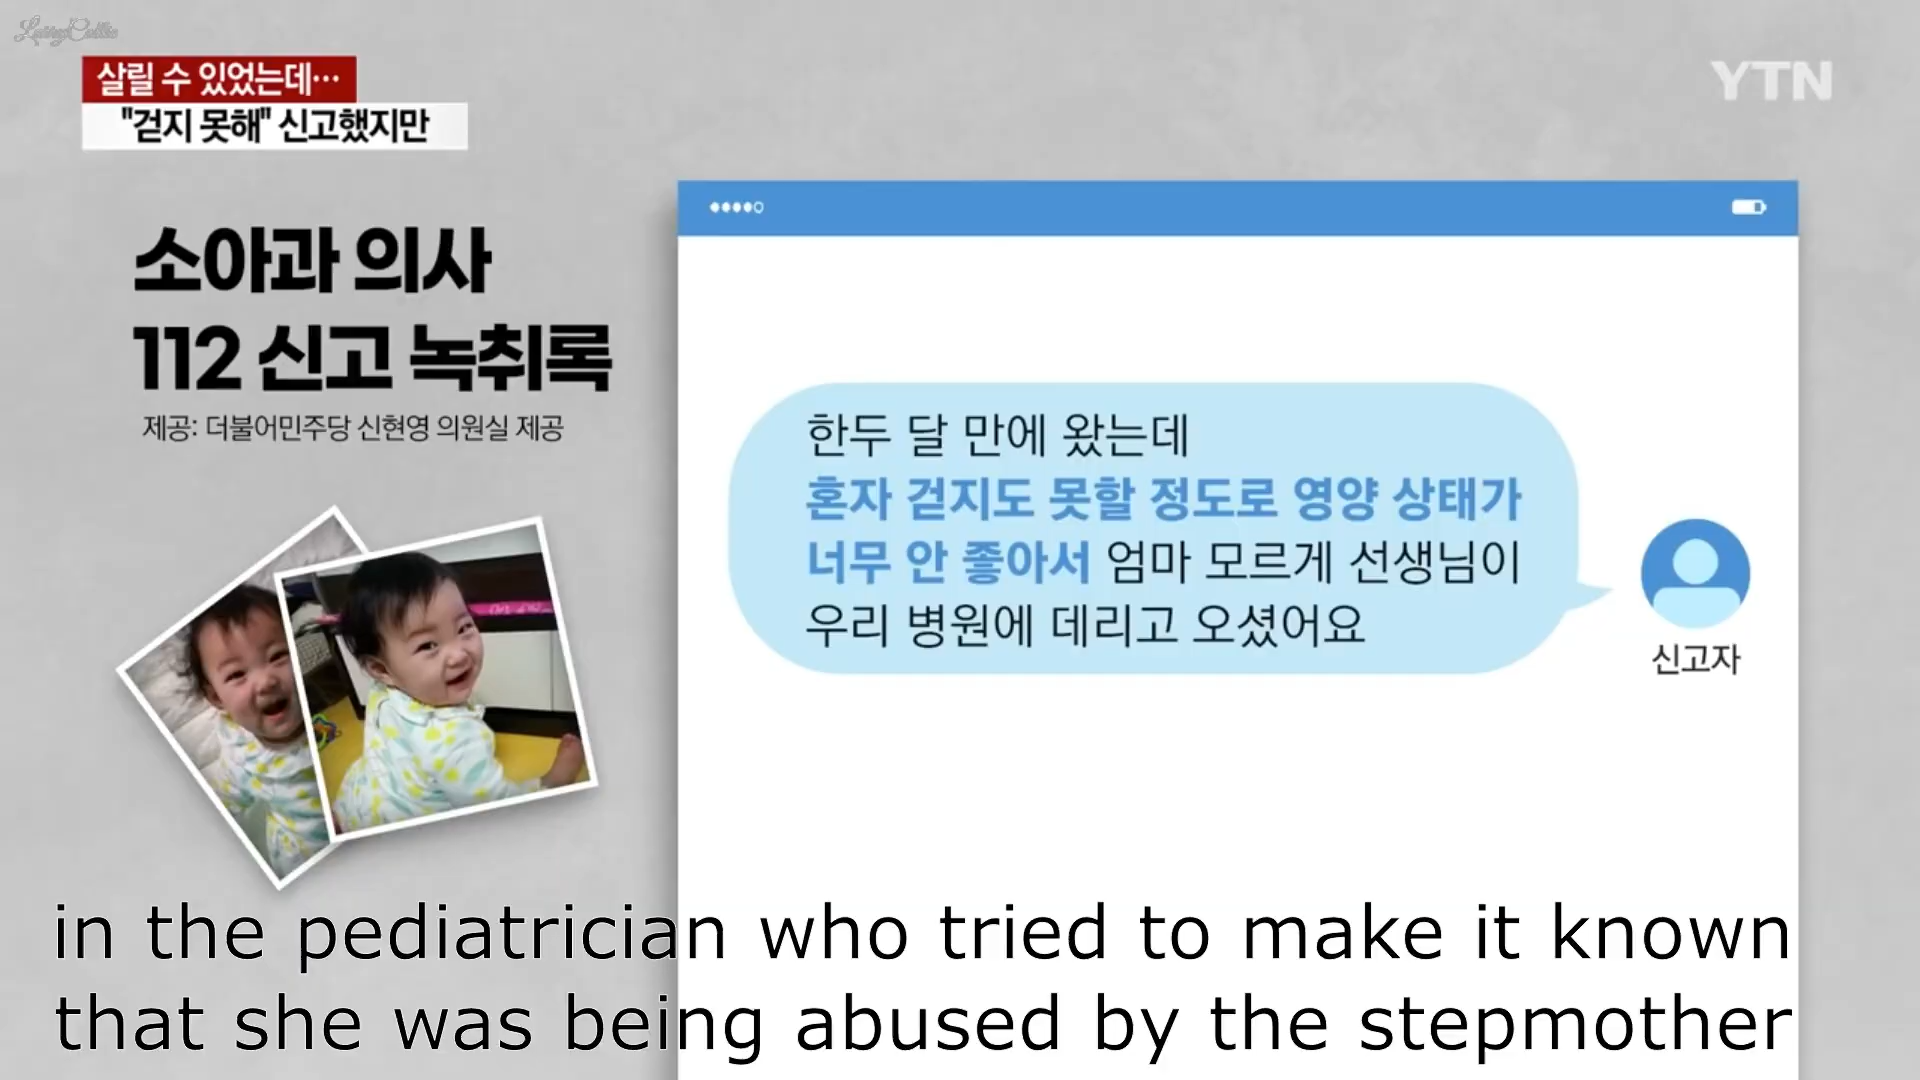 LarrysCattle
살릴 수 있었는데…
YTN
"걷지 못해" 신고했지만
소아과 의사
112 신고 녹취록
제공: 더불어민주당 신현영 의원실 제공
한두 달 만에 왔는데
혼자 걷지도 못할 정도로 영양 상태가
너무 안 좋아서 엄마 모르게 선생님이
우리 병원에 데리고 오셨어요
신고자
in the pediatrician who tried to make it known
that she was being abused by the stepmother